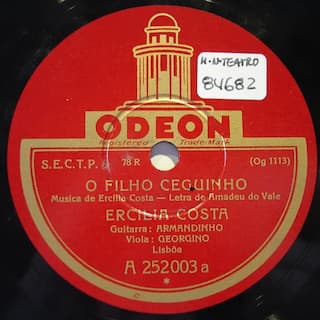 M. N. TEATRO
84682
ODEON
Registered Trade-Mark
S.E.C.T.P. 78 R (Og 1113)
O FILHO CEGUINHO
Musica de Ercilia Costa — Letra de Amadeu do Vale
ERCILIA COSTA
Guitarra: ARMANDINHO
Viola: GEORGINO
Lisbôa
A 252003 a
*